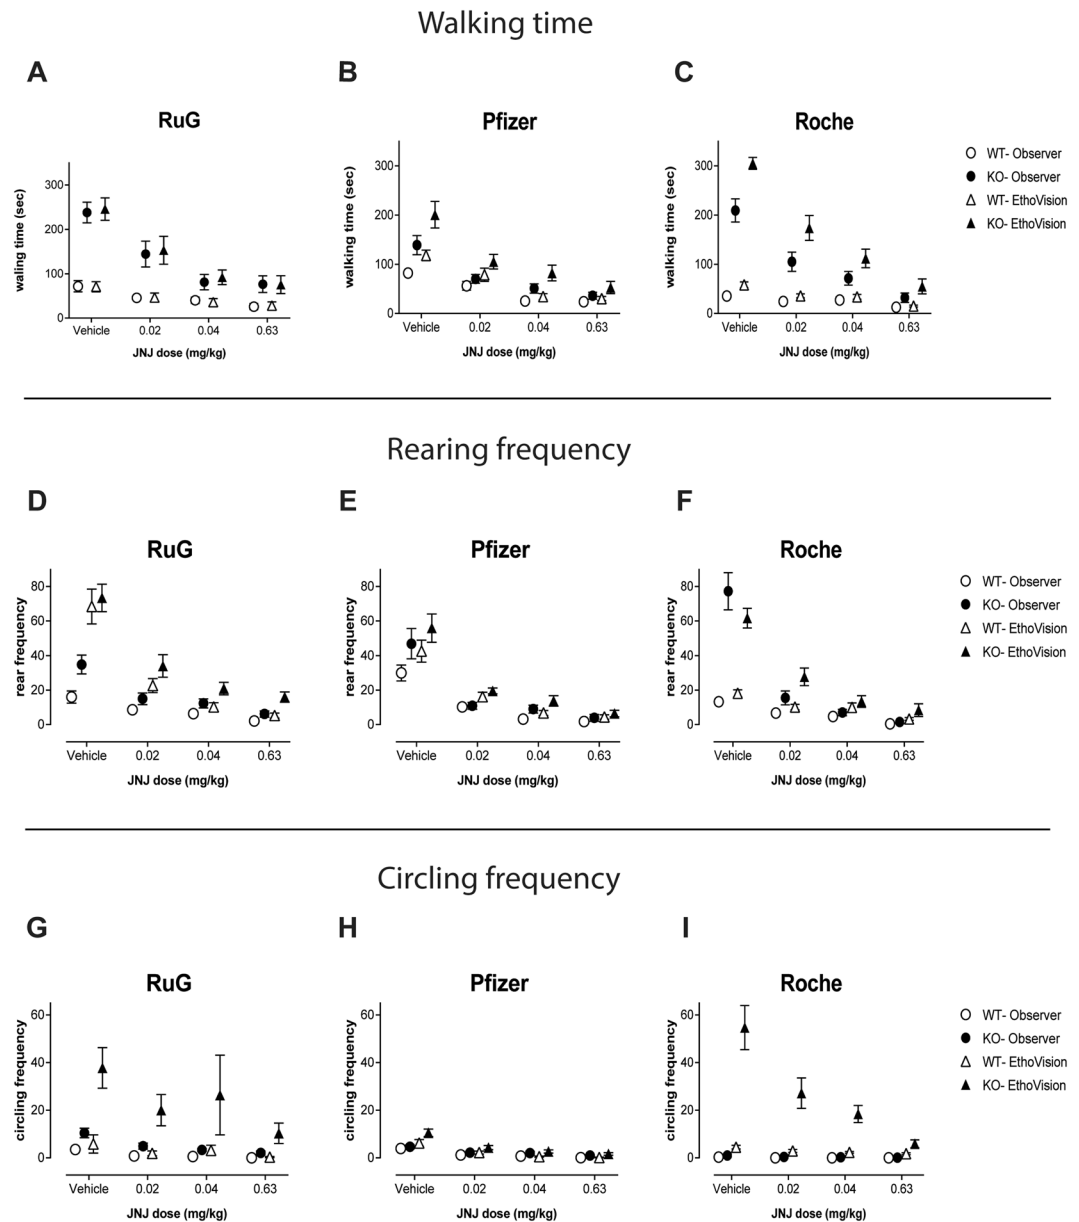 Walking time
A
B
C
RuG
Pfizer
Roche
waling time (sec)
300
200
100
0
Vehicle
0.02
0.04
0.63
JNJ dose (mg/kg)
walking time (sec)
300
200
100
0
Vehicle
0.02
0.04
0.63
JNJ dose (mg/kg)
walking time (sec)
300
200
100
0
Vehicle
0.02
0.04
0.63
JNJ dose (mg/kg)
WT- Observer
KO- Observer
WT- EthoVision
KO- EthoVision
Rearing frequency
D
E
F
RuG
Pfizer
Roche
rear frequency
80
60
40
20
0
Vehicle
0.02
0.04
0.63
JNJ dose (mg/kg)
rear frequency
80
60
40
20
0
Vehicle
0.02
0.04
0.63
JNJ dose (mg/kg)
rear frequency
80
60
40
20
0
Vehicle
0.02
0.04
0.63
JNJ dose (mg/kg)
WT- Observer
KO- Observer
WT- EthoVision
KO- EthoVision
Circling frequency
G
H
I
RuG
Pfizer
Roche
circling frequency
60
40
20
0
Vehicle
0.02
0.04
0.63
JNJ dose (mg/kg)
circling frequency
60
40
20
0
Vehicle
0.02
0.04
0.63
JNJ dose (mg/kg)
circling frequency
60
40
20
0
Vehicle
0.02
0.04
0.63
JNJ dose (mg/kg)
WT- Observer
KO- Observer
WT- EthoVision
KO- EthoVision